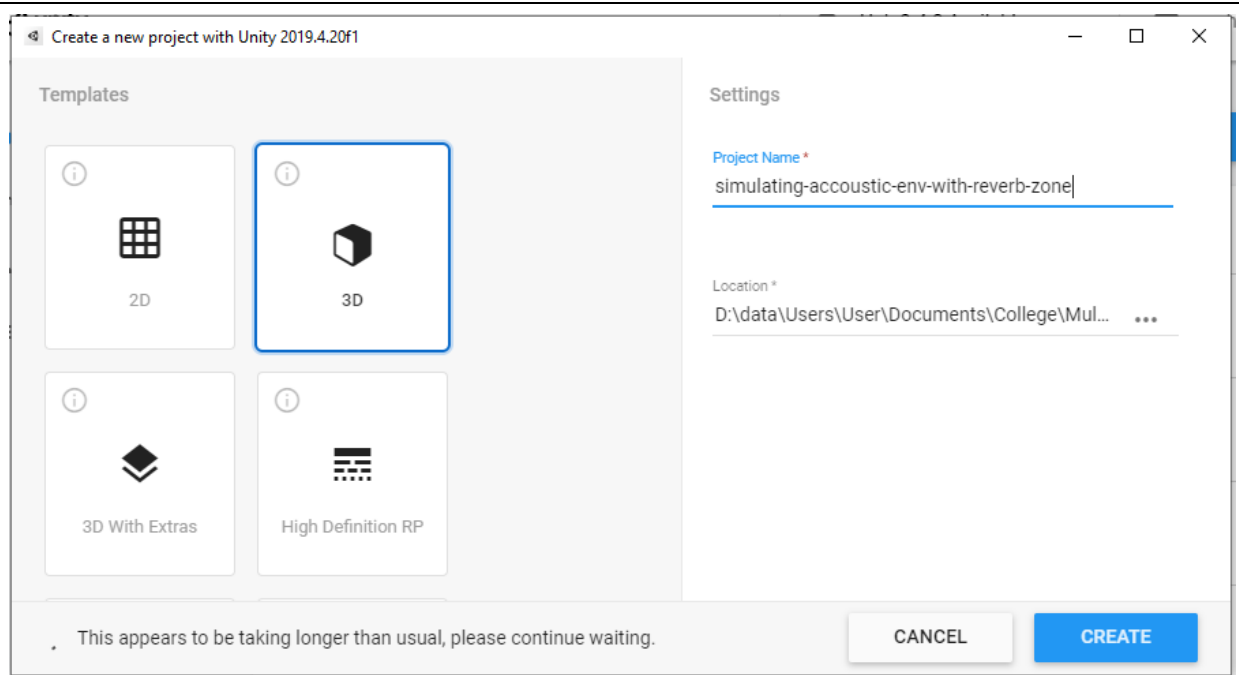 Create a new project with Unity 2019.4.20f1
Templates
Settings
2D
3D
Project Name *
simulating-accoustic-env-with-reverb-zone
Location *
D:\data\Users\User\Documents\College\Mul... •••
3D With Extras
High Definition RP
This appears to be taking longer than usual, please continue waiting.
CANCEL
CREATE